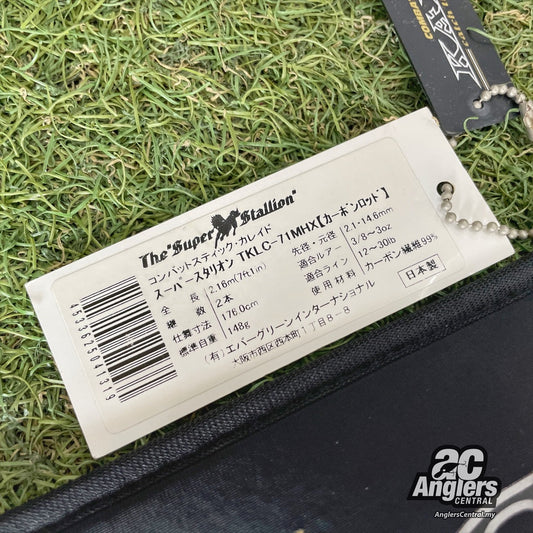 The "Super Stallion"
コンバットスティック・カレイド
スーパースタリオン TKLC-71MHX【カーボンロッド】
全長 2.16m(7ft1in) 先径・元径 2.1-14.6mm
継数 2本 適合ルアー 3/8~3oz
仕舞寸法 176.0cm 適合ライン 12~30lb
標準自重 148g 使用材料 カーボン繊維99%
(有)エバーグリーンインターナショナル
大阪市西区西本町1丁目8-8
日本製
4533625041319
COMBAT
2C
Anglers
CENTRAL
AnglersCentral.my